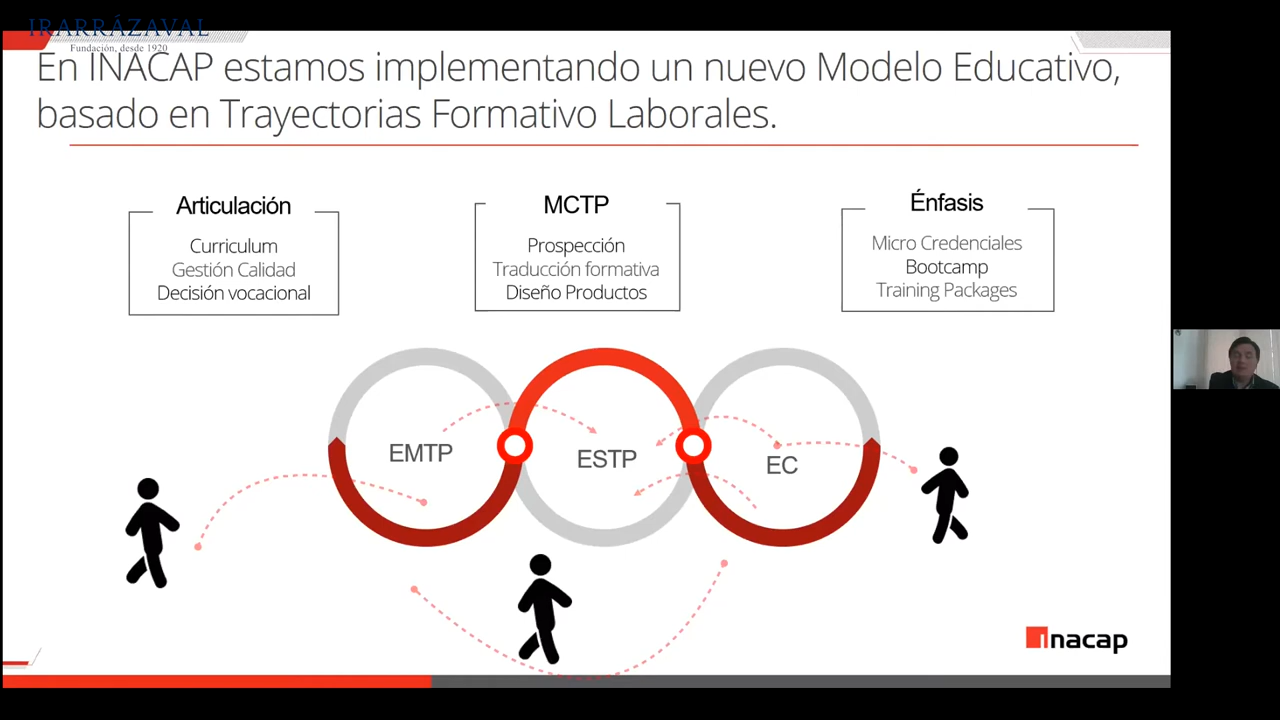 IRARRÁZAVAL
Fundación, desde 1920
En INACAP estamos implementando un nuevo Modelo Educativo,
basado en Trayectorias Formativo Laborales.
Articulación
Curriculum
Gestión Calidad
Decisión vocacional
MCTP
Prospección
Traducción formativa
Diseño Productos
Énfasis
Micro Credenciales
Bootcamp
Training Packages
EMTP
ESTP
EC
inacap